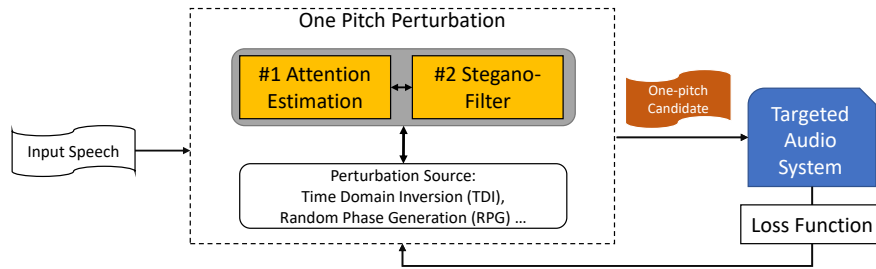 One Pitch Perturbation
#1 Attention
Estimation
#2 Stegano-
Filter
One-pitch
Candidate
Targeted
Audio
System
Input Speech
Perturbation Source:
Time Domain Inversion (TDI),
Random Phase Generation (RPG) ...
Loss Function